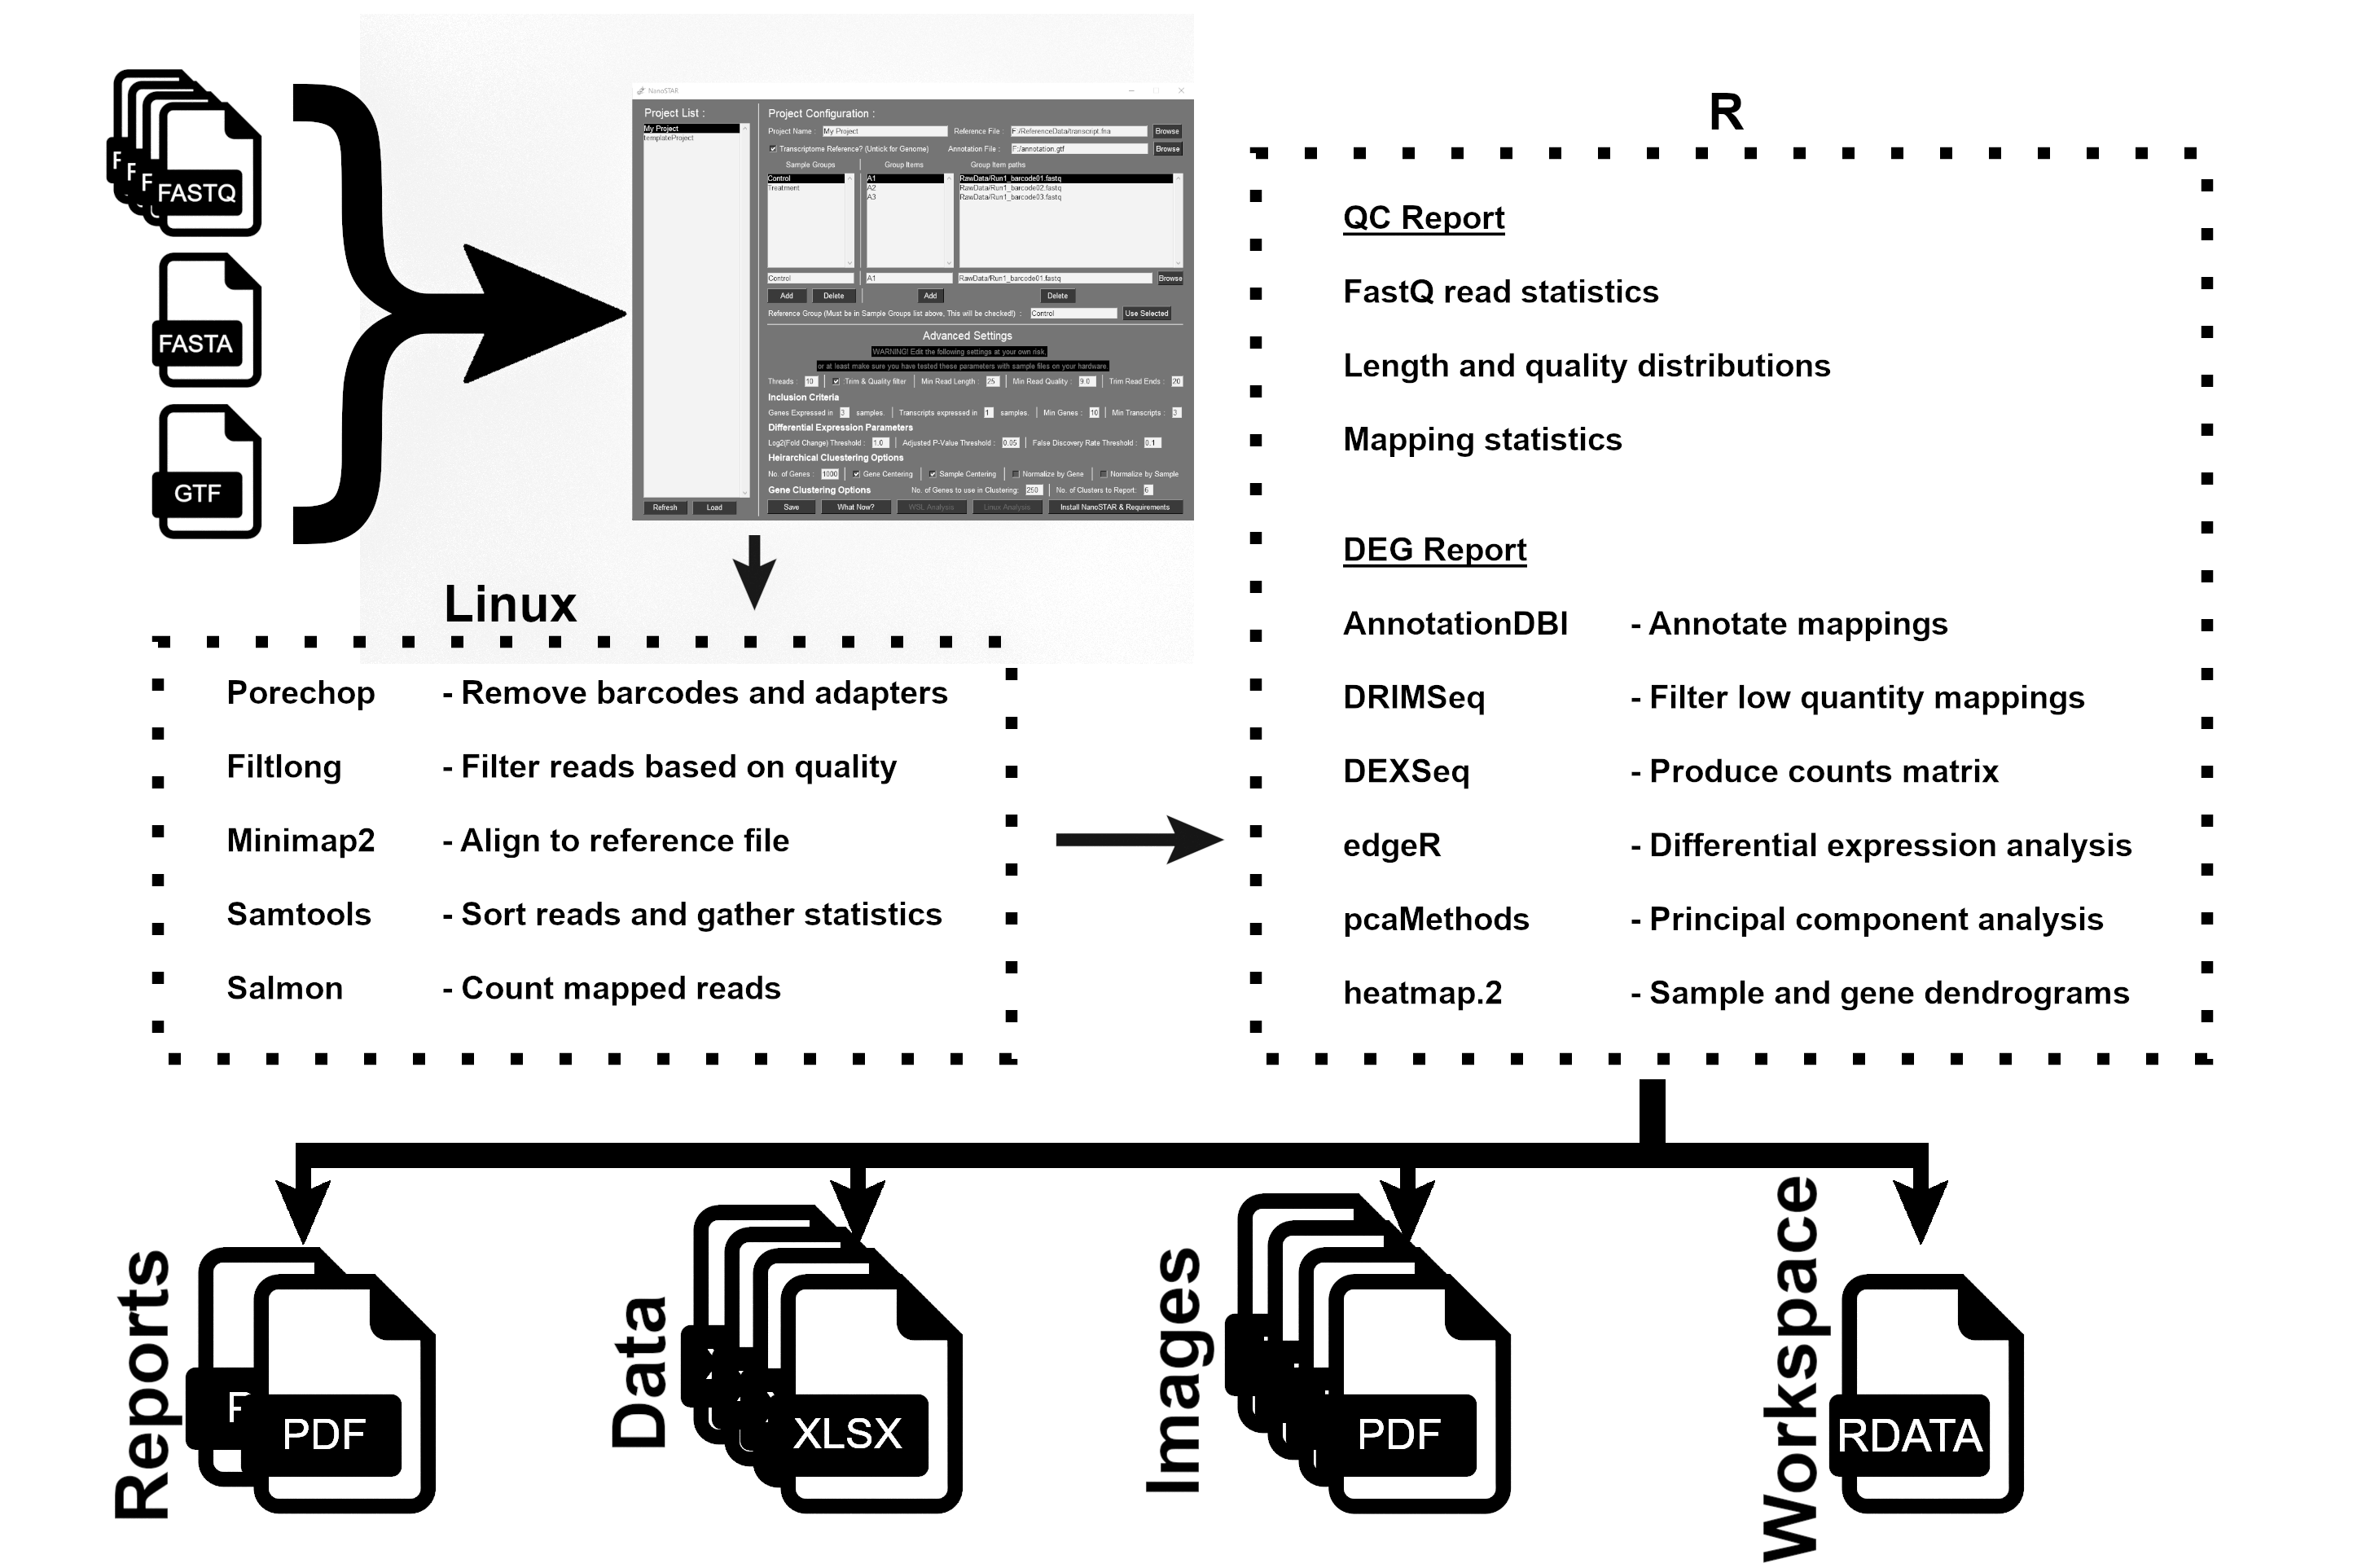 F
F
F
FASTQ
FASTA
GTF
NanoSTAR
Project List :
My Project
TemplateProject
Refresh
Load
Project Configuration :
Project Name : My Project Reference File : F:/ReferenceData/transcript.fna Browse
Transcriptome Reference? (Untick for Genome) Annotation File : F:/annotation.gtf Browse
Sample Groups Group Items Group Item paths
Control A1 RawData/Run1_barcode01.fastq
Treatment A2 RawData/Run1_barcode02.fastq
A3 RawData/Run1_barcode03.fastq
Control A1 RawData/Run1_barcode01.fastq Browse
Add Delete Add Delete
Reference Group (Must be in Sample Groups list above, This will be checked!) : Control Use Selected
Advanced Settings
WARNING! Edit the following settings at your own risk,
or at least make sure you have tested these parameters with sample files on your hardware.
Threads 10 Trim & Quality filter Min Read Length : 25 Min Read Quality : 9.0 Trim Read Ends : 20
Inclusion Criteria
Genes Expressed in 3 samples. Transcripts expressed in 1 samples. Min Genes : 10 Min Transcripts : 3
Differential Expression Parameters
Log2(Fold Change) Threshold : 1.0 Adjusted P-Value Threshold : 0.05 False Discovery Rate Threshold : 0.1
Heirarchical Cluestering Options
No. of Genes : 1000 Gene Centering Sample Centering Normalize by Gene Normalize by Sample
Gene Clustering Options No. of Genes to use in Clustering: 250 No. of Clusters to Report: 6
Save What Now? WSL Analysis Linux Analysis Install NanoSTAR & Requirements
Linux
Porechop - Remove barcodes and adapters
Filtlong - Filter reads based on quality
Minimap2 - Align to reference file
Samtools - Sort reads and gather statistics
Salmon - Count mapped reads
R
QC Report
FastQ read statistics
Length and quality distributions
Mapping statistics
DEG Report
AnnotationDBI - Annotate mappings
DRIMSeq - Filter low quantity mappings
DEXSeq - Produce counts matrix
edgeR - Differential expression analysis
pcaMethods - Principal component analysis
heatmap.2 - Sample and gene dendrograms
Reports
PDF
Data
XLSX
Images
PDF
Workspace
RDATA